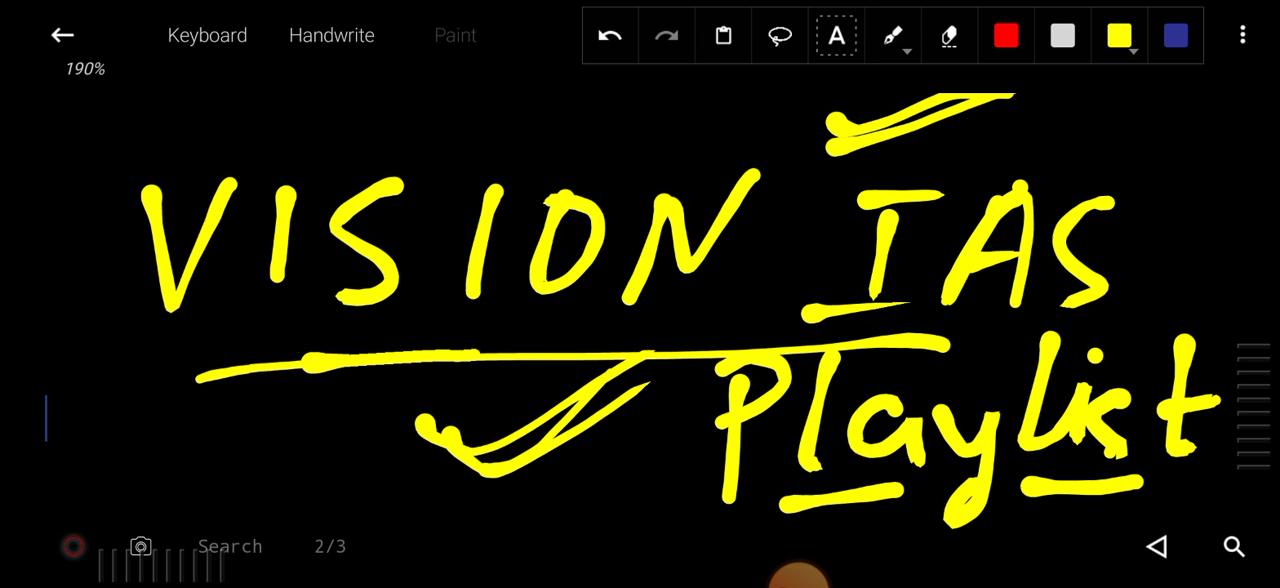 Keyboard Handwrite Paint A
190%
VISION IAS
Playlist
Search 2/3